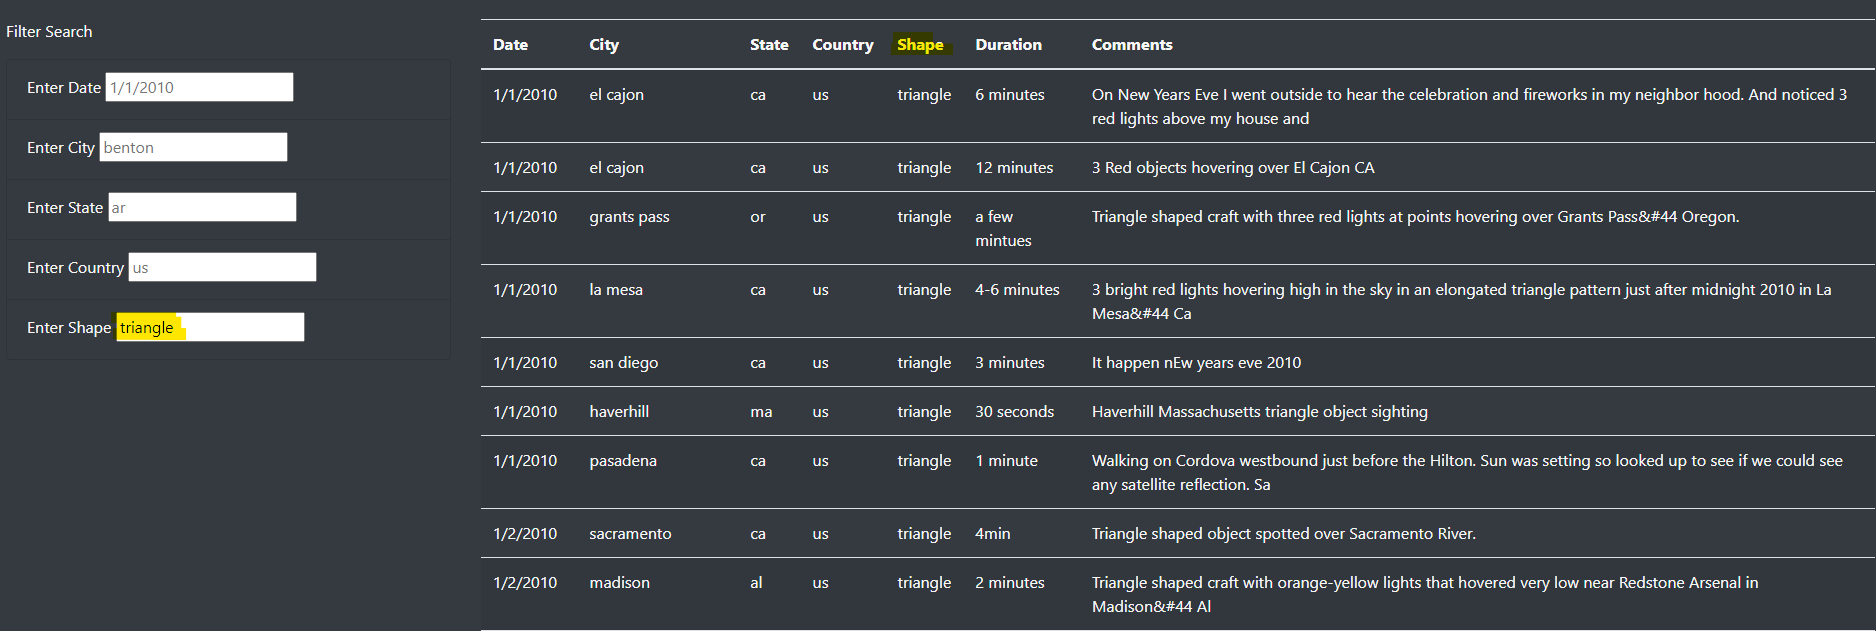 Filter Search
Enter Date 1/1/2010
Enter City benton
Enter State ar
Enter Country us
Enter Shape triangle
Date City State Country Shape Duration Comments
1/1/2010 el cajon ca us triangle 6 minutes On New Years Eve I went outside to hear the celebration and fireworks in my neighbor hood. And noticed 3
red lights above my house and
1/1/2010 el cajon ca us triangle 12 minutes 3 Red objects hovering over El Cajon CA
1/1/2010 grants pass or us triangle a few Triangle shaped craft with three red lights at points hovering over Grants Pass&#44 Oregon.
mintues
1/1/2010 la mesa ca us triangle 4-6 minutes 3 bright red lights hovering high in the sky in an elongated triangle pattern just after midnight 2010 in La
Mesa&#44 Ca
1/1/2010 san diego ca us triangle 3 minutes It happen nEw years eve 2010
1/1/2010 haverhill ma us triangle 30 seconds Haverhill Massachusetts triangle object sighting
1/1/2010 pasadena ca us triangle 1 minute Walking on Cordova westbound just before the Hilton. Sun was setting so looked up to see if we could see
any satellite reflection. Sa
1/2/2010 sacramento ca us triangle 4min Triangle shaped object spotted over Sacramento River.
1/2/2010 madison al us triangle 2 minutes Triangle shaped craft with orange-yellow lights that hovered very low near Redstone Arsenal in
Madison&#44 Al